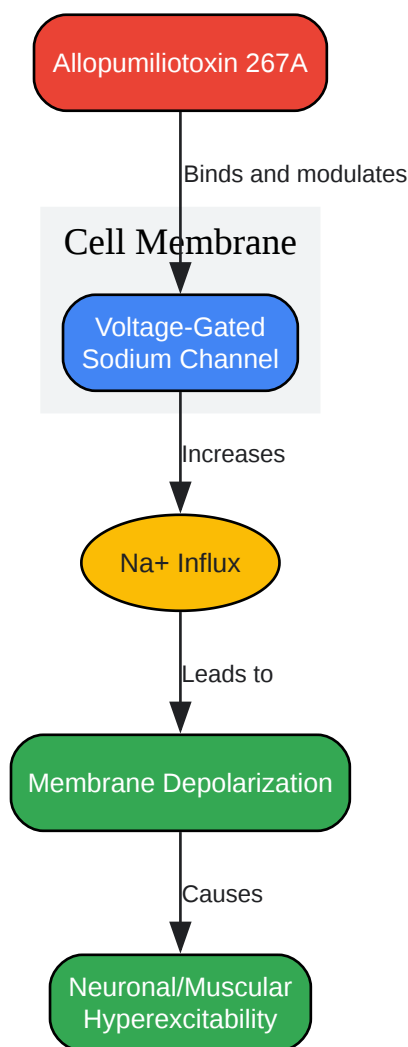 Allopumiliotoxin 267A
Binds and modulates
Cell Membrane
Voltage-Gated
Sodium Channel
Increases
Na+ Influx
Leads to
Membrane Depolarization
Causes
Neuronal/Muscular
Hyperexcitability